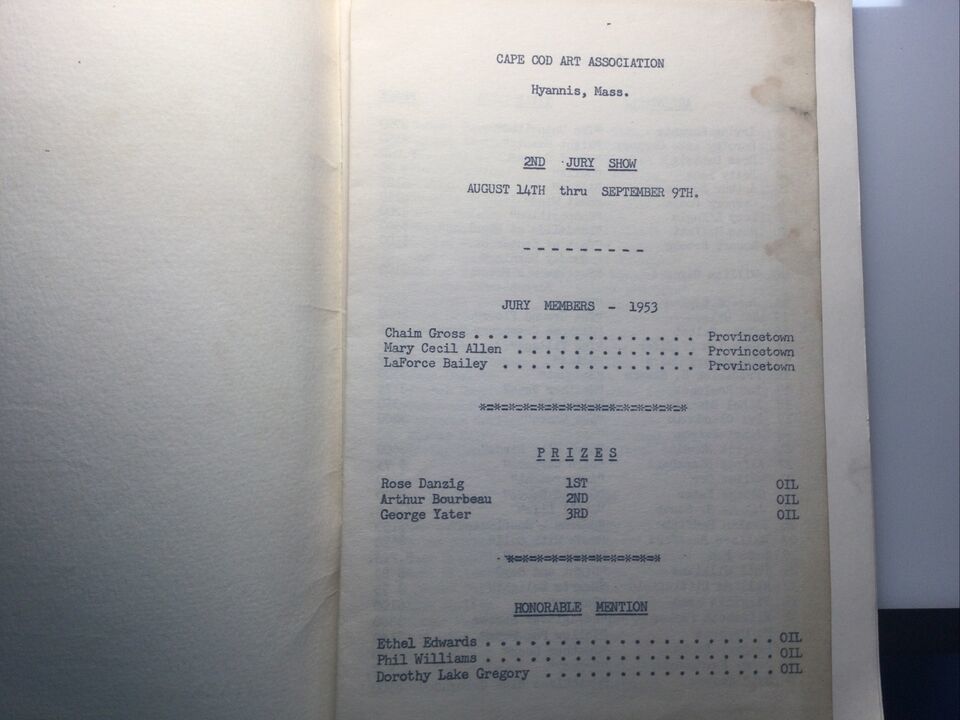 CAPE COD ART ASSOCIATION
Hyannis, Mass.
2ND JURY SHOW
AUGUST 14TH thru SEPTEMBER 9TH.
- - - - - - - - -
JURY MEMBERS - 1953
Chaim Gross . . . . . . . . . . . . . . . . Provincetown
Mary Cecil Allen . . . . . . . . . . . . . Provincetown
LaForce Bailey . . . . . . . . . . . . . . Provincetown
*=*=*=*=*=*=*=*=*=*=*=*=*=*=*
P R I Z E S
Rose Danzig 1ST OIL
Arthur Bourbeau 2ND OIL
George Yater 3RD OIL
*=*=*=*=*=*=*=*=*=*=*
HONORABLE MENTION
Ethel Edwards . . . . . . . . . . . . . . . . . . . . . OIL
Phil Williams . . . . . . . . . . . . . . . . . . . . . OIL
Dorothy Lake Gregory . . . . . . . . . . . . . . . . . OIL